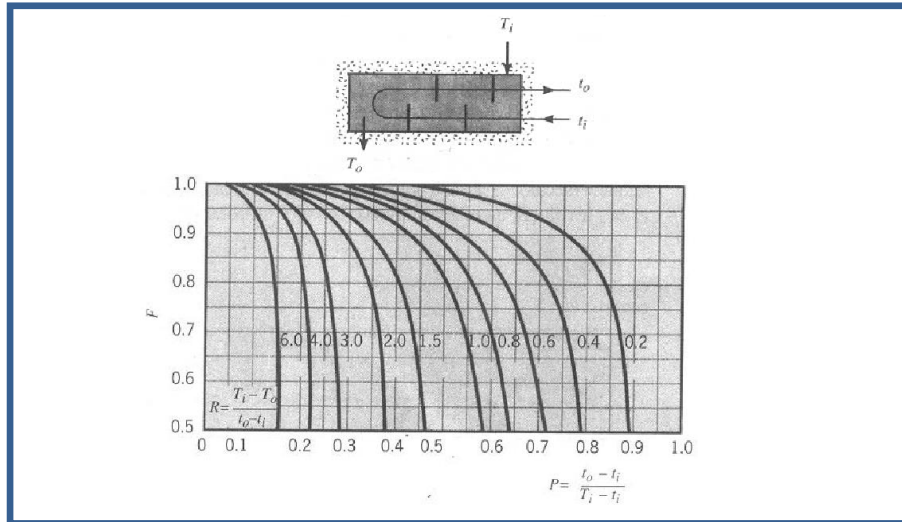 T_i
t_o
t_i
T_o
1.0
0.9
0.8
0.7
0.6
0.5
F
6.0 4.0 3.0 2.0 1.5 1.0 0.8 0.6 0.4 0.2
R= T_i – T_o / t_o–t_i
0 0.1 0.2 0.3 0.4 0.5 0.6 0.7 0.8 0.9 1.0
P= t_o – t_i / T_i – t_i